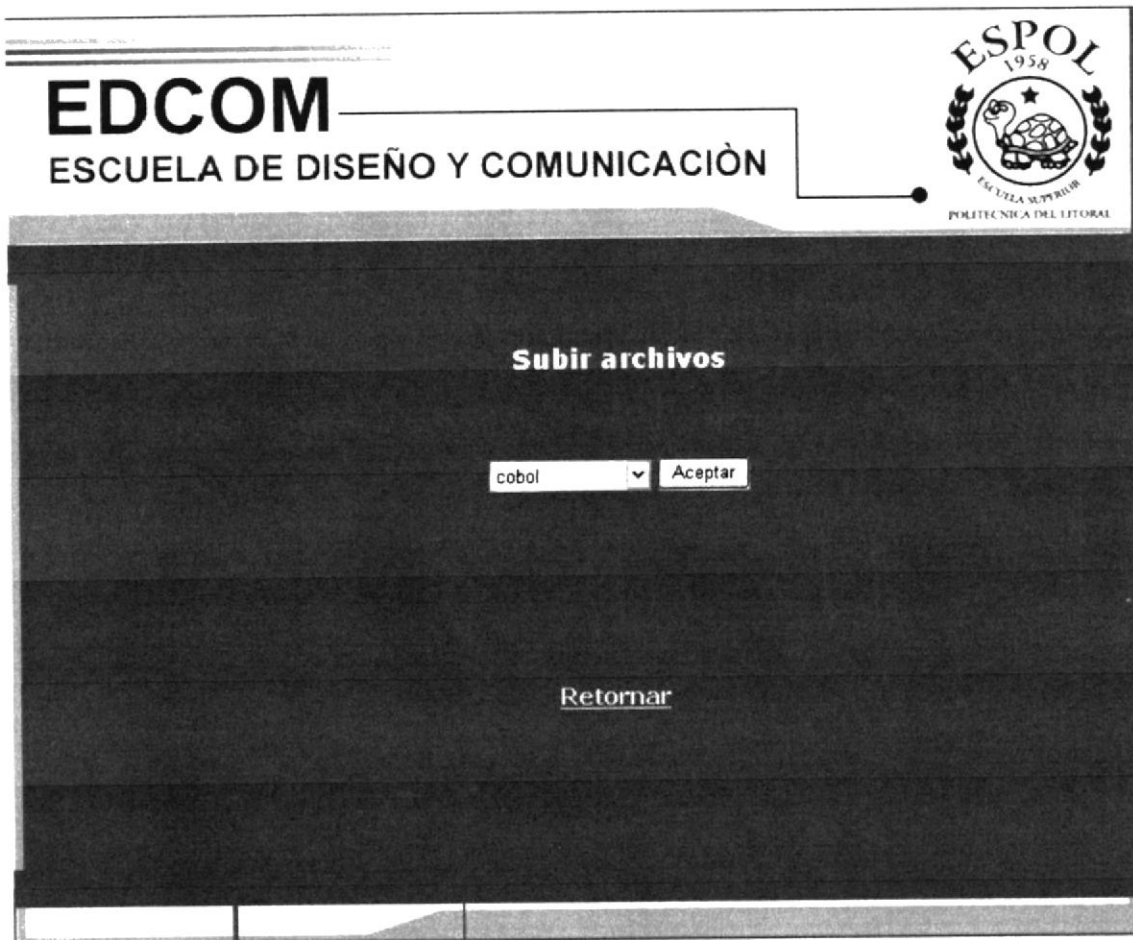 EDCOM
ESCUELA DE DISEÑO Y COMUNICACIÒN
ESPOL
1958
ESCUELA SUPERIOR
POLITECNICA DEL LITORAL
Subir archivos
cobol
Aceptar
Retornar